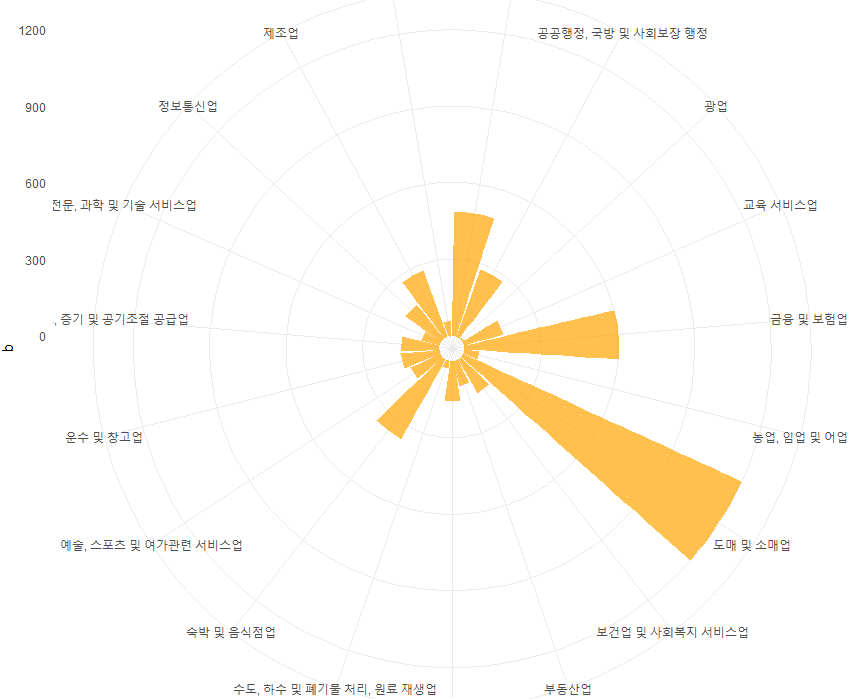 1200
제조업
공공행정, 국방 및 사회보장 행정
900
정보통신업
광업
600
전문, 과학 및 기술 서비스업
교육 서비스업
300
, 증기 및 공기조절 공급업
금융 및 보험업
0
b
운수 및 창고업
농업, 임업 및 어업
예술, 스포츠 및 여가관련 서비스업
도매 및 소매업
숙박 및 음식점업
보건업 및 사회복지 서비스업
수도, 하수 및 폐기물 처리, 원료 재생업
부동산업